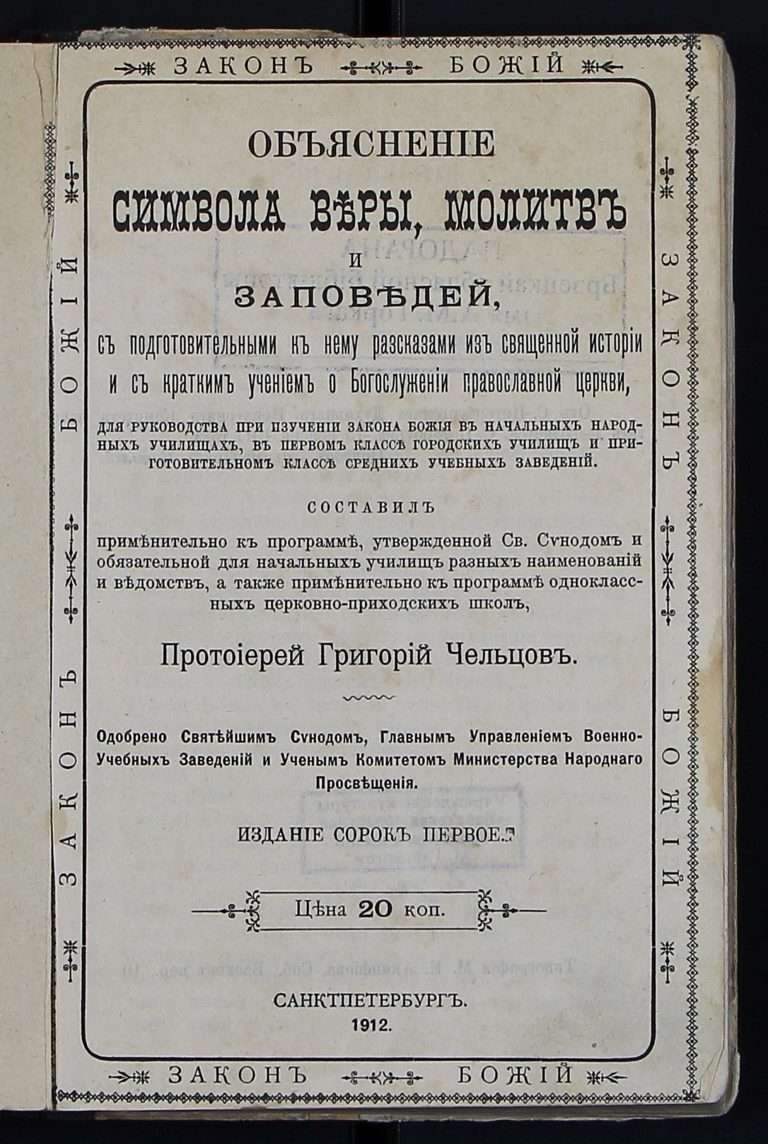 ЗАКОНЪ БОЖІЙ
ОБЪЯСНЕНІЕ
СИМВОЛА ВѢРЫ, МОЛИТВЪ
И
ЗАПОВѢДЕЙ,
съ подготовительными къ нему разсказами изъ священной исторіи
и съ краткимъ ученіемъ о Богослуженіи православной церкви,
ДЛЯ РУКОВОДСТВА ПРИ ИЗУЧЕНІИ ЗАКОНА БОЖІЯ ВЪ НАЧАЛЬНЫХЪ НАРОД-
НЫХЪ УЧИЛИЩАХЪ, ВЪ ПЕРВОМЪ КЛАССѢ ГОРОДСКИХЪ УЧИЛИЩЪ И ПРИ-
ГОТОВИТЕЛЬНОМЪ КЛАССѢ СРЕДНИХЪ УЧЕБНЫХЪ ЗАВЕДЕНІЙ.
СОСТАВИЛЪ
примѣнительно къ программѣ, утвержденной Св. Сѵнодомъ и
обязательной для начальныхъ училищъ разныхъ наименованій
и вѣдомствъ, а также примѣнительно къ программѣ одноклас-
сныхъ церковно-приходскихъ школъ,
Протоіерей Григорій Чельцовъ.
Одобрено Святѣйшимъ Сѵнодомъ, Главнымъ Управленіемъ Военно-
Учебныхъ Заведеній и Ученымъ Комитетомъ Министерства Народнаго
Просвѣщенія.
ИЗДАНІЕ СОРОКЪ ПЕРВОЕ.
Цѣна 20 коп.
САНКТПЕТЕРБУРГЪ.
1912.
ЗАКОНЪ БОЖІЙ
ЗАКОНЪ БОЖІЙ
ЗАКОНЪ БОЖІЙ